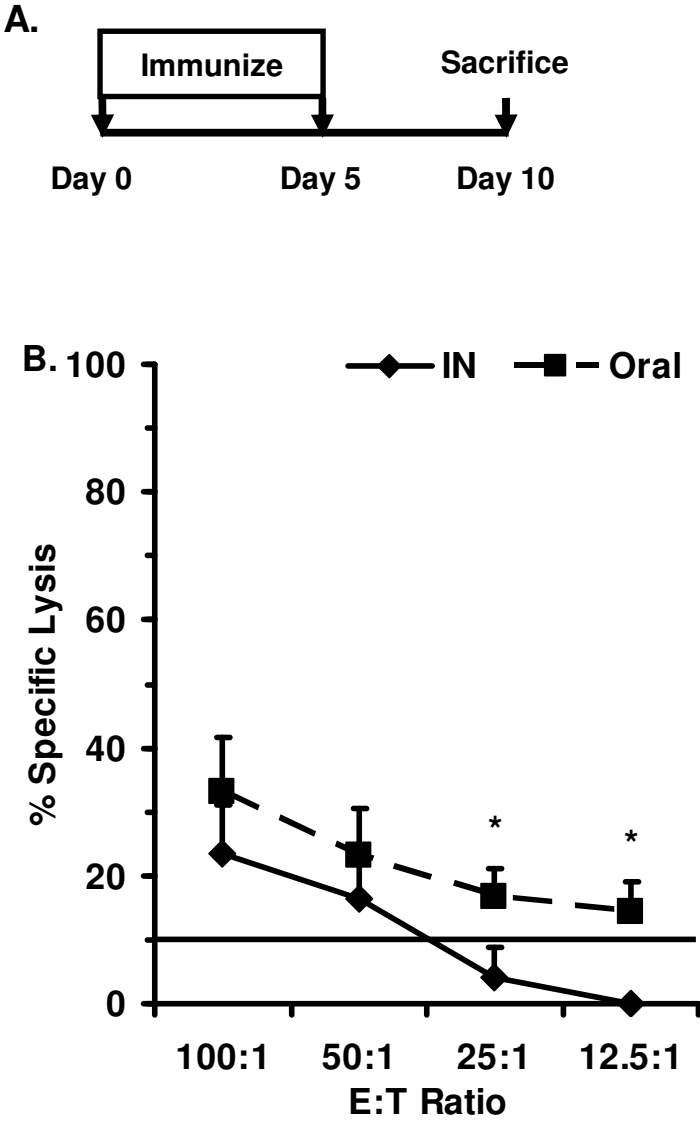 A.
Immunize
Sacrifice
Day 0
Day 5
Day 10
B.
IN
Oral
100
80
60
40
20
0
% Specific Lysis
*
*
100:1
50:1
25:1
12.5:1
E:T Ratio